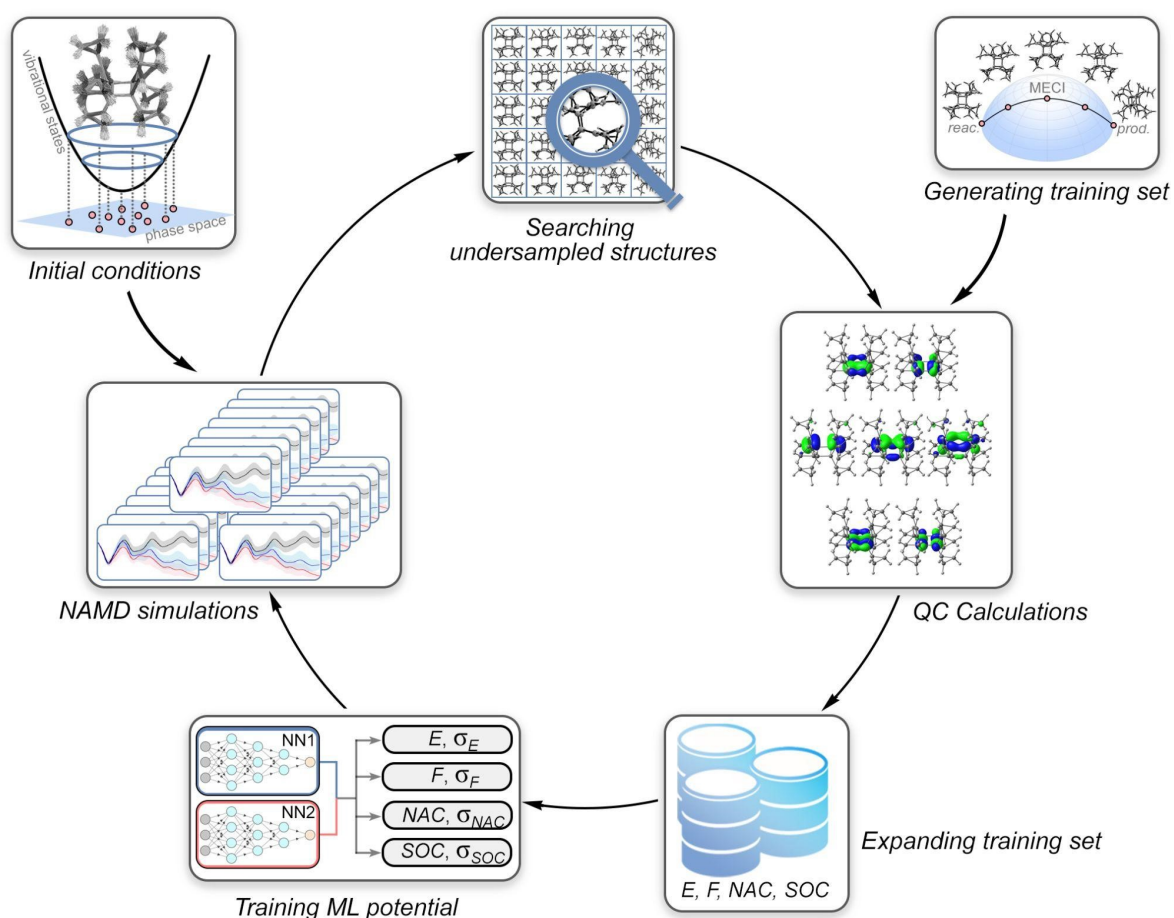 vibrational states
phase space
Initial conditions
Searching
undersampled structures
MECI
reac.
prod.
Generating training set
NAMD simulations
QC Calculations
NN1
NN2
E, σE
F, σF
NAC, σNAC
SOC, σSOC
Training ML potential
E, F, NAC, SOC
Expanding training set